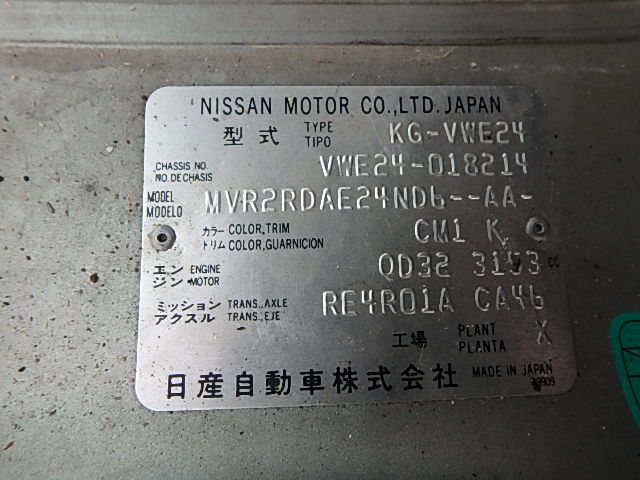 NISSAN MOTOR CO.,LTD. JAPAN
型式 TYPE TIPO KG-VWE24
CHASSIS NO. NO. DE CHASIS VWE24-018214
MODEL MODELO MVR2RDAE24ND6--AA-
カラー COLOR,TRIM トリム COLOR,GUARNICION CM1 K
エンジン ENGINE MOTOR QD32 3153 cc
ミッション TRANS.,AXLE アクスル TRANS.,EJE RE4R01A CA46
工場 PLANT PLANTA X
日産自動車株式会社 MADE IN JAPAN